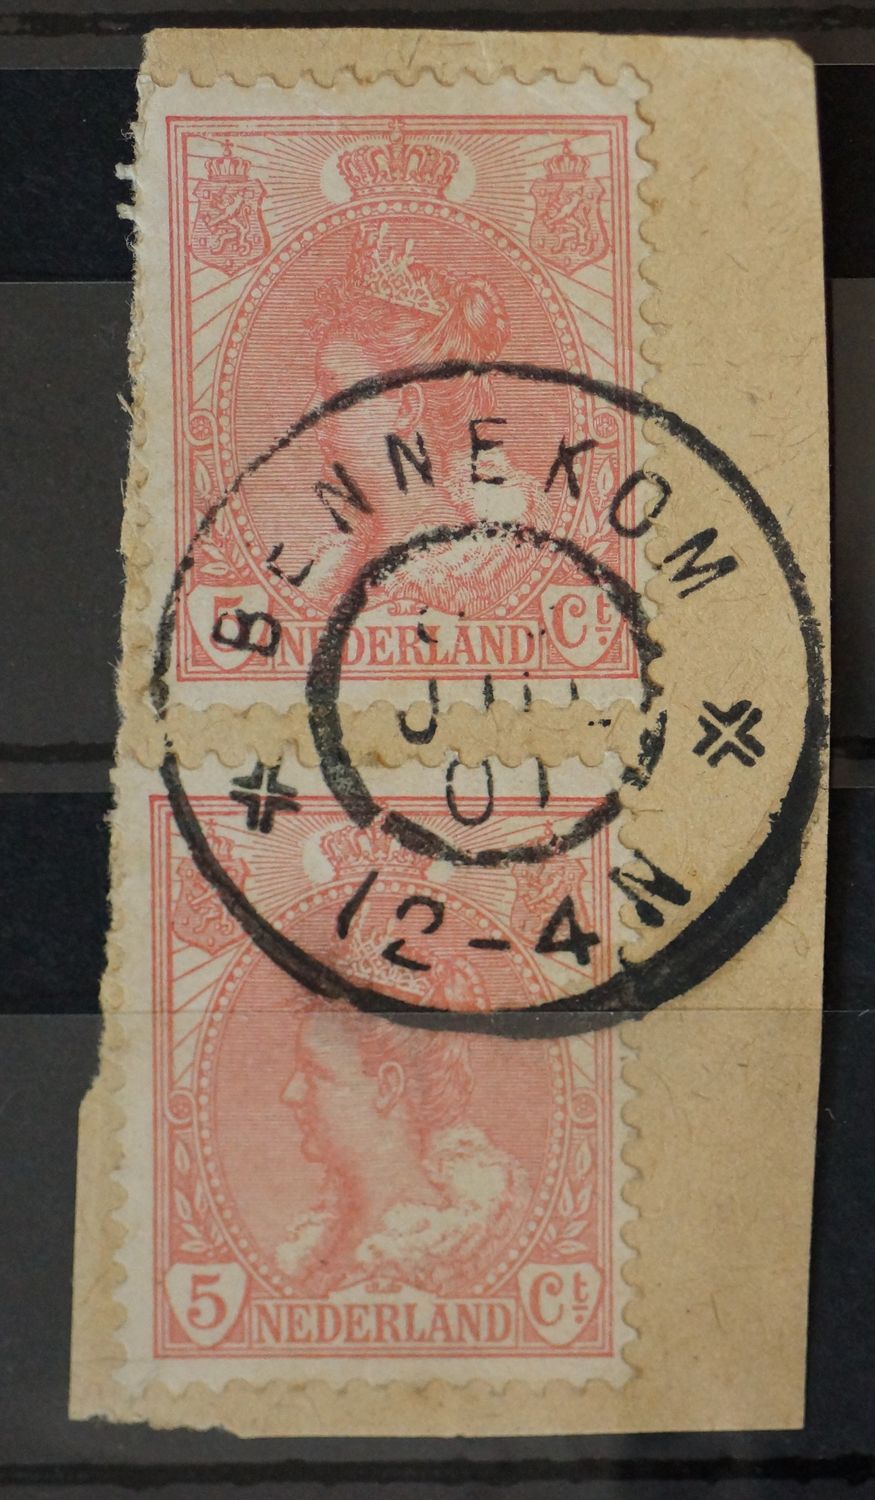 5 Ct.
NEDERLAND
BENNEKOM
01
12-4 N
5 Ct.
NEDERLAND